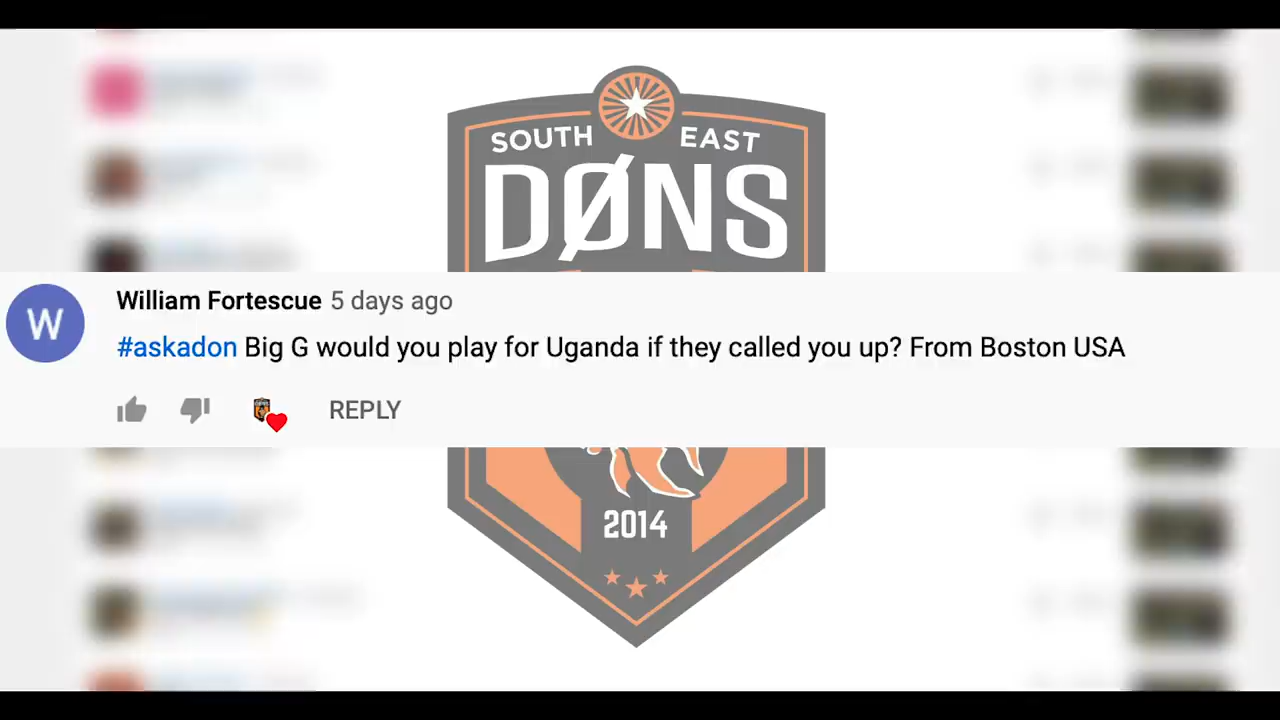 SOUTH EAST
DØNS
William Fortescue 5 days ago
#askadon Big G would you play for Uganda if they called you up? From Boston USA
REPLY
2014